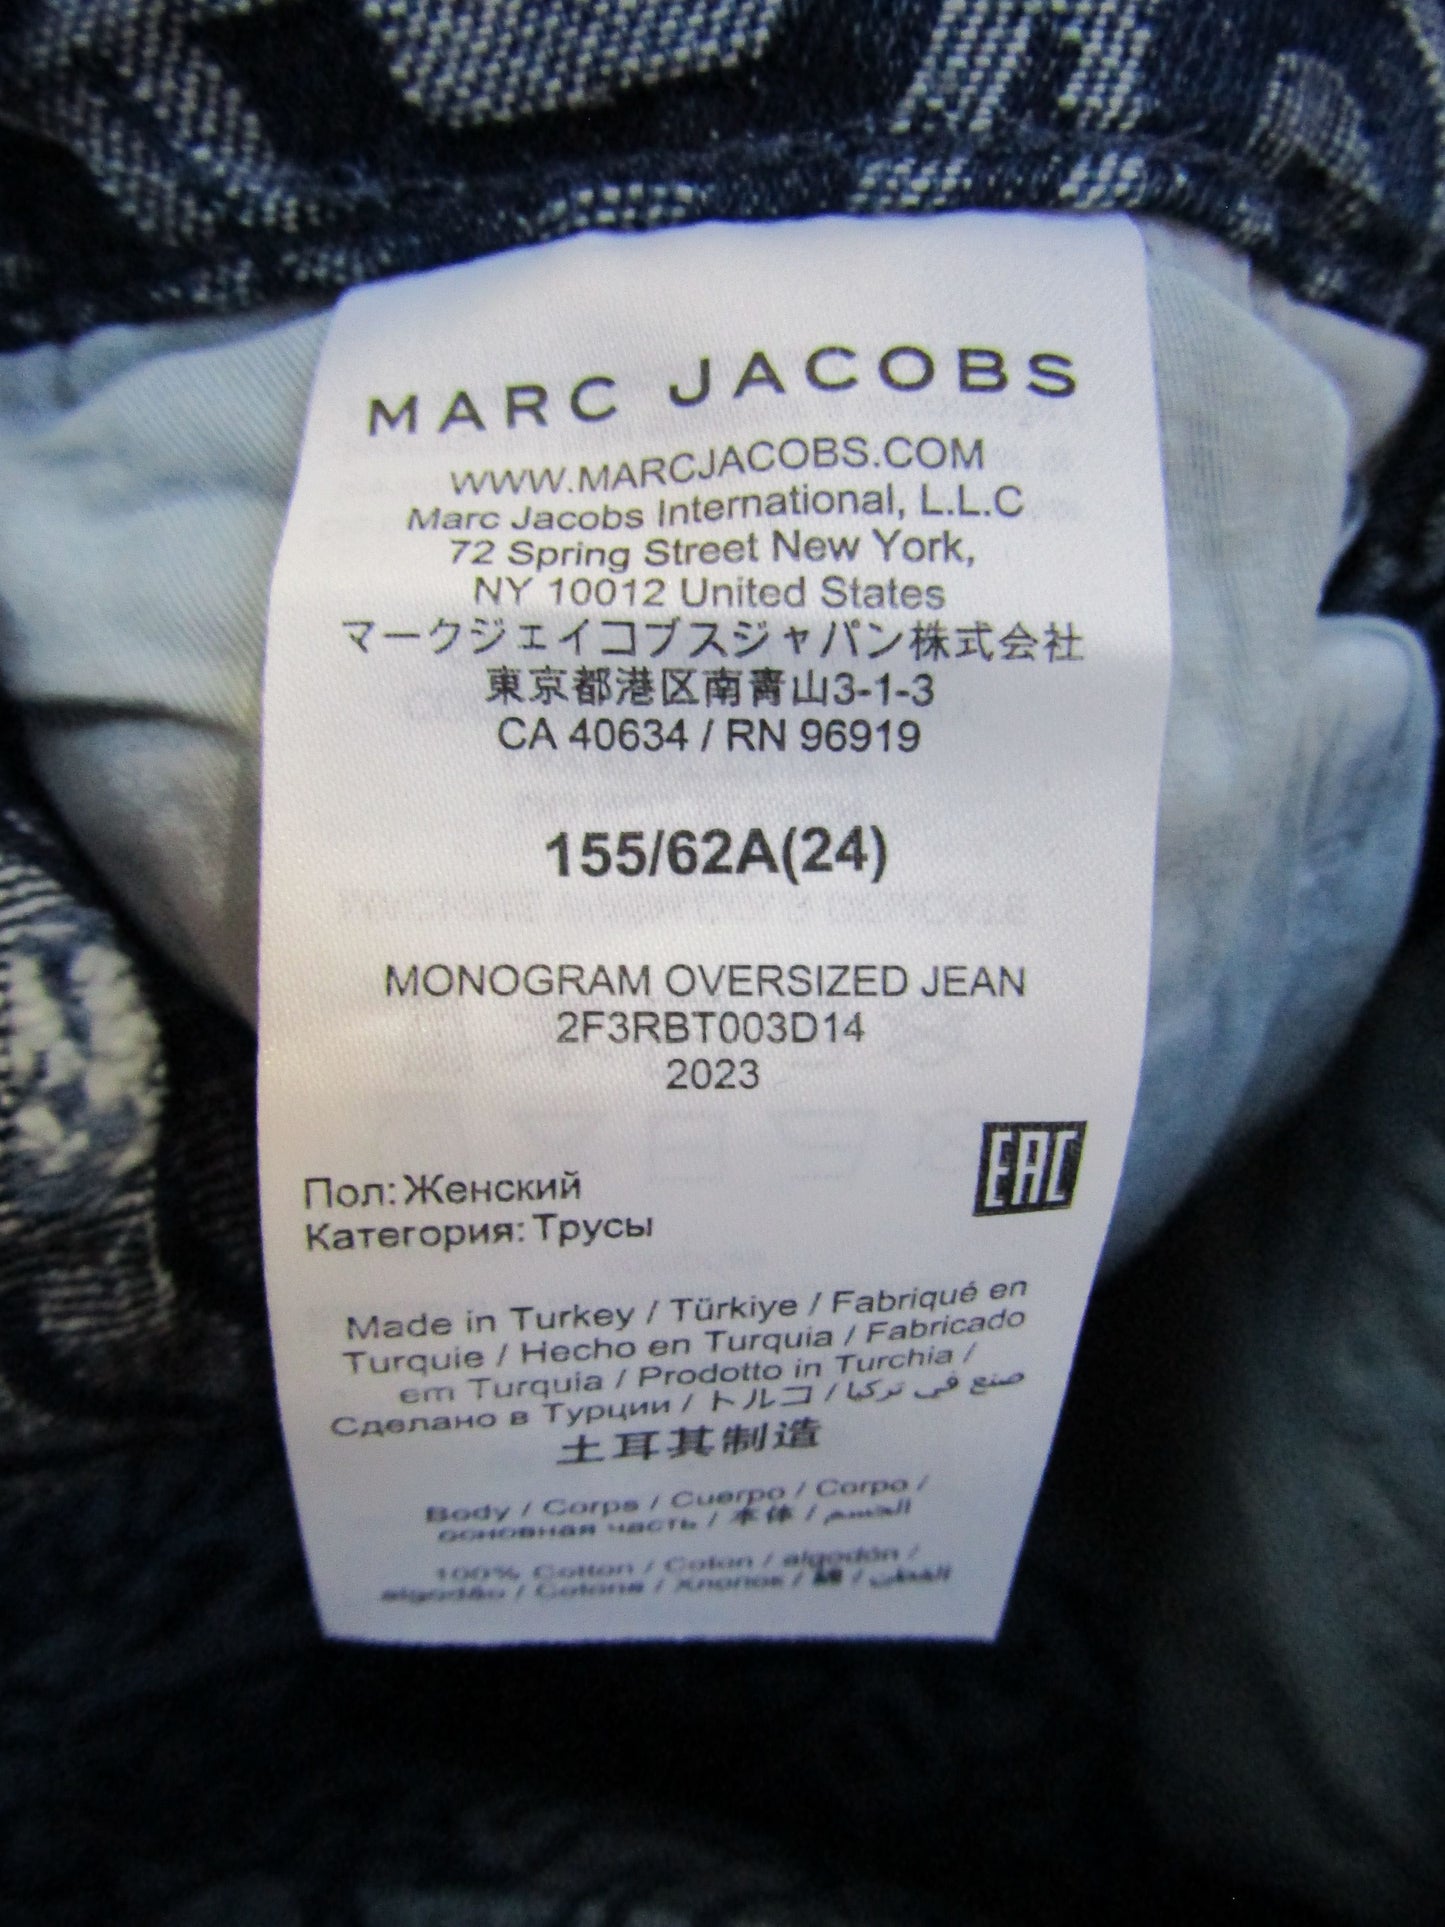 MARC JACOBS
WWW.MARCJACOBS.COM
Marc Jacobs International, L.L.C
72 Spring Street New York,
NY 10012 United States
マークジェイコブスジャパン株式会社
東京都港区南青山3-1-3
CA 40634 / RN 96919
155/62A(24)
MONOGRAM OVERSIZED JEAN
2F3RBT003D14
2023
EAC
Пол: Женский
Категория: Трусы
Made in Turkey / Türkiye / Fabriqué en
Turquie / Hecho en Turquia / Fabricado
em Turquia / Prodotto in Turchia /
Сделано в Турции / トルコ / صنع في تركيا
土耳其制造
Body / Corps / Cuerpo / Corpo /
основная часть / 本体 / الجسم
100% Cotton / Coton / algodón /
algodão / Cotone / Хлопок / 綿 / القطن